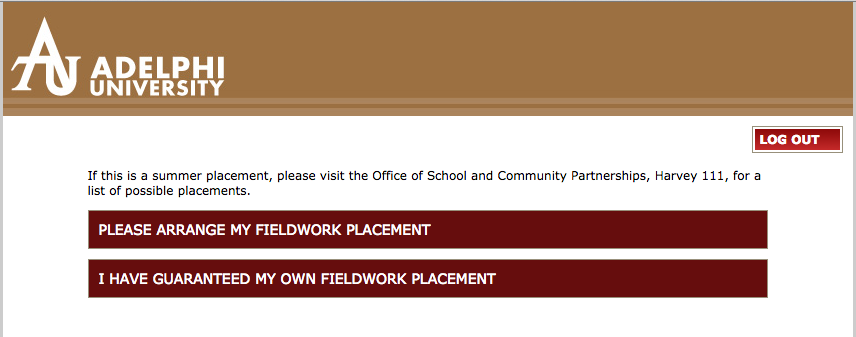 AU ADELPHI
UNIVERSITY
LOG OUT
If this is a summer placement, please visit the Office of School and Community Partnerships, Harvey 111, for a
list of possible placements.
PLEASE ARRANGE MY FIELDWORK PLACEMENT
I HAVE GUARANTEED MY OWN FIELDWORK PLACEMENT